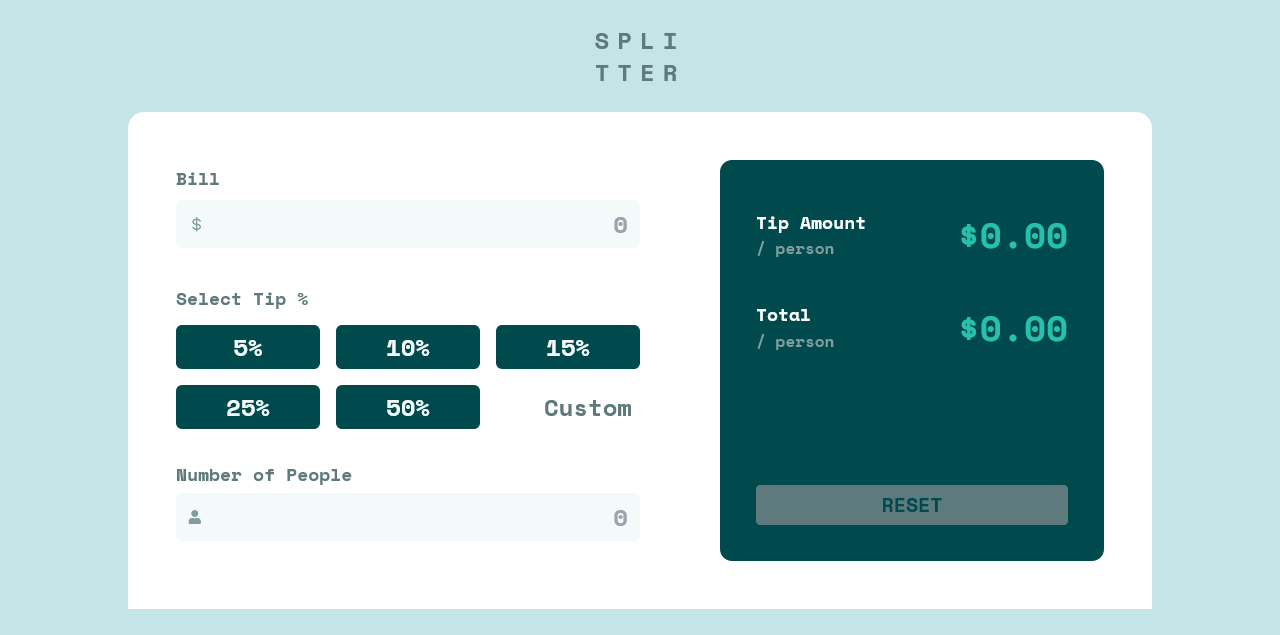 SPLI
TTER
Bill
$ 0
Select Tip %
5% 10% 15%
25% 50% Custom
Number of People
0
Tip Amount
/ person
$0.00
Total
/ person
$0.00
RESET